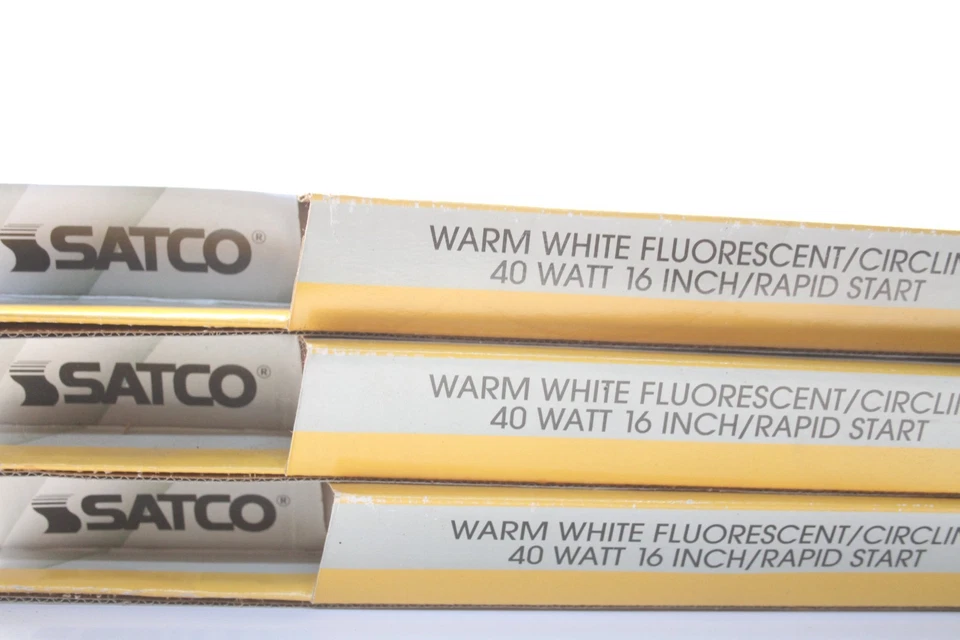 SATCO®
WARM WHITE FLUORESCENT/CIRCLIN
40 WATT 16 INCH/RAPID START
SATCO®
WARM WHITE FLUORESCENT/CIRCLIN
40 WATT 16 INCH/RAPID START
SATCO®
WARM WHITE FLUORESCENT/CIRCLIN
40 WATT 16 INCH/RAPID START